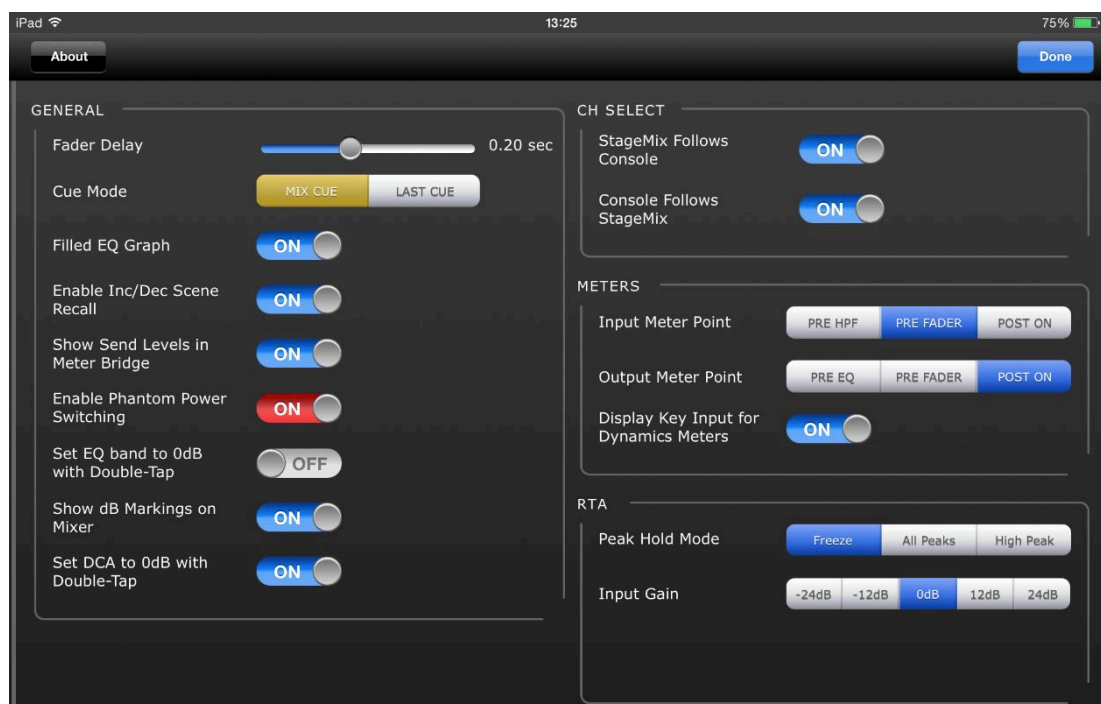 iPad 13:25 75%
About Done
GENERAL
Fader Delay 0.20 sec
Cue Mode MIX CUE LAST CUE
Filled EQ Graph ON
Enable Inc/Dec Scene
Recall ON
Show Send Levels in
Meter Bridge ON
Enable Phantom Power
Switching ON
Set EQ band to 0dB
with Double-Tap OFF
Show dB Markings on
Mixer ON
Set DCA to 0dB with
Double-Tap ON
CH SELECT
StageMix Follows
Console ON
Console Follows
StageMix ON
METERS
Input Meter Point PRE HPF PRE FADER POST ON
Output Meter Point PRE EQ PRE FADER POST ON
Display Key Input for
Dynamics Meters ON
RTA
Peak Hold Mode Freeze All Peaks High Peak
Input Gain -24dB -12dB 0dB 12dB 24dB